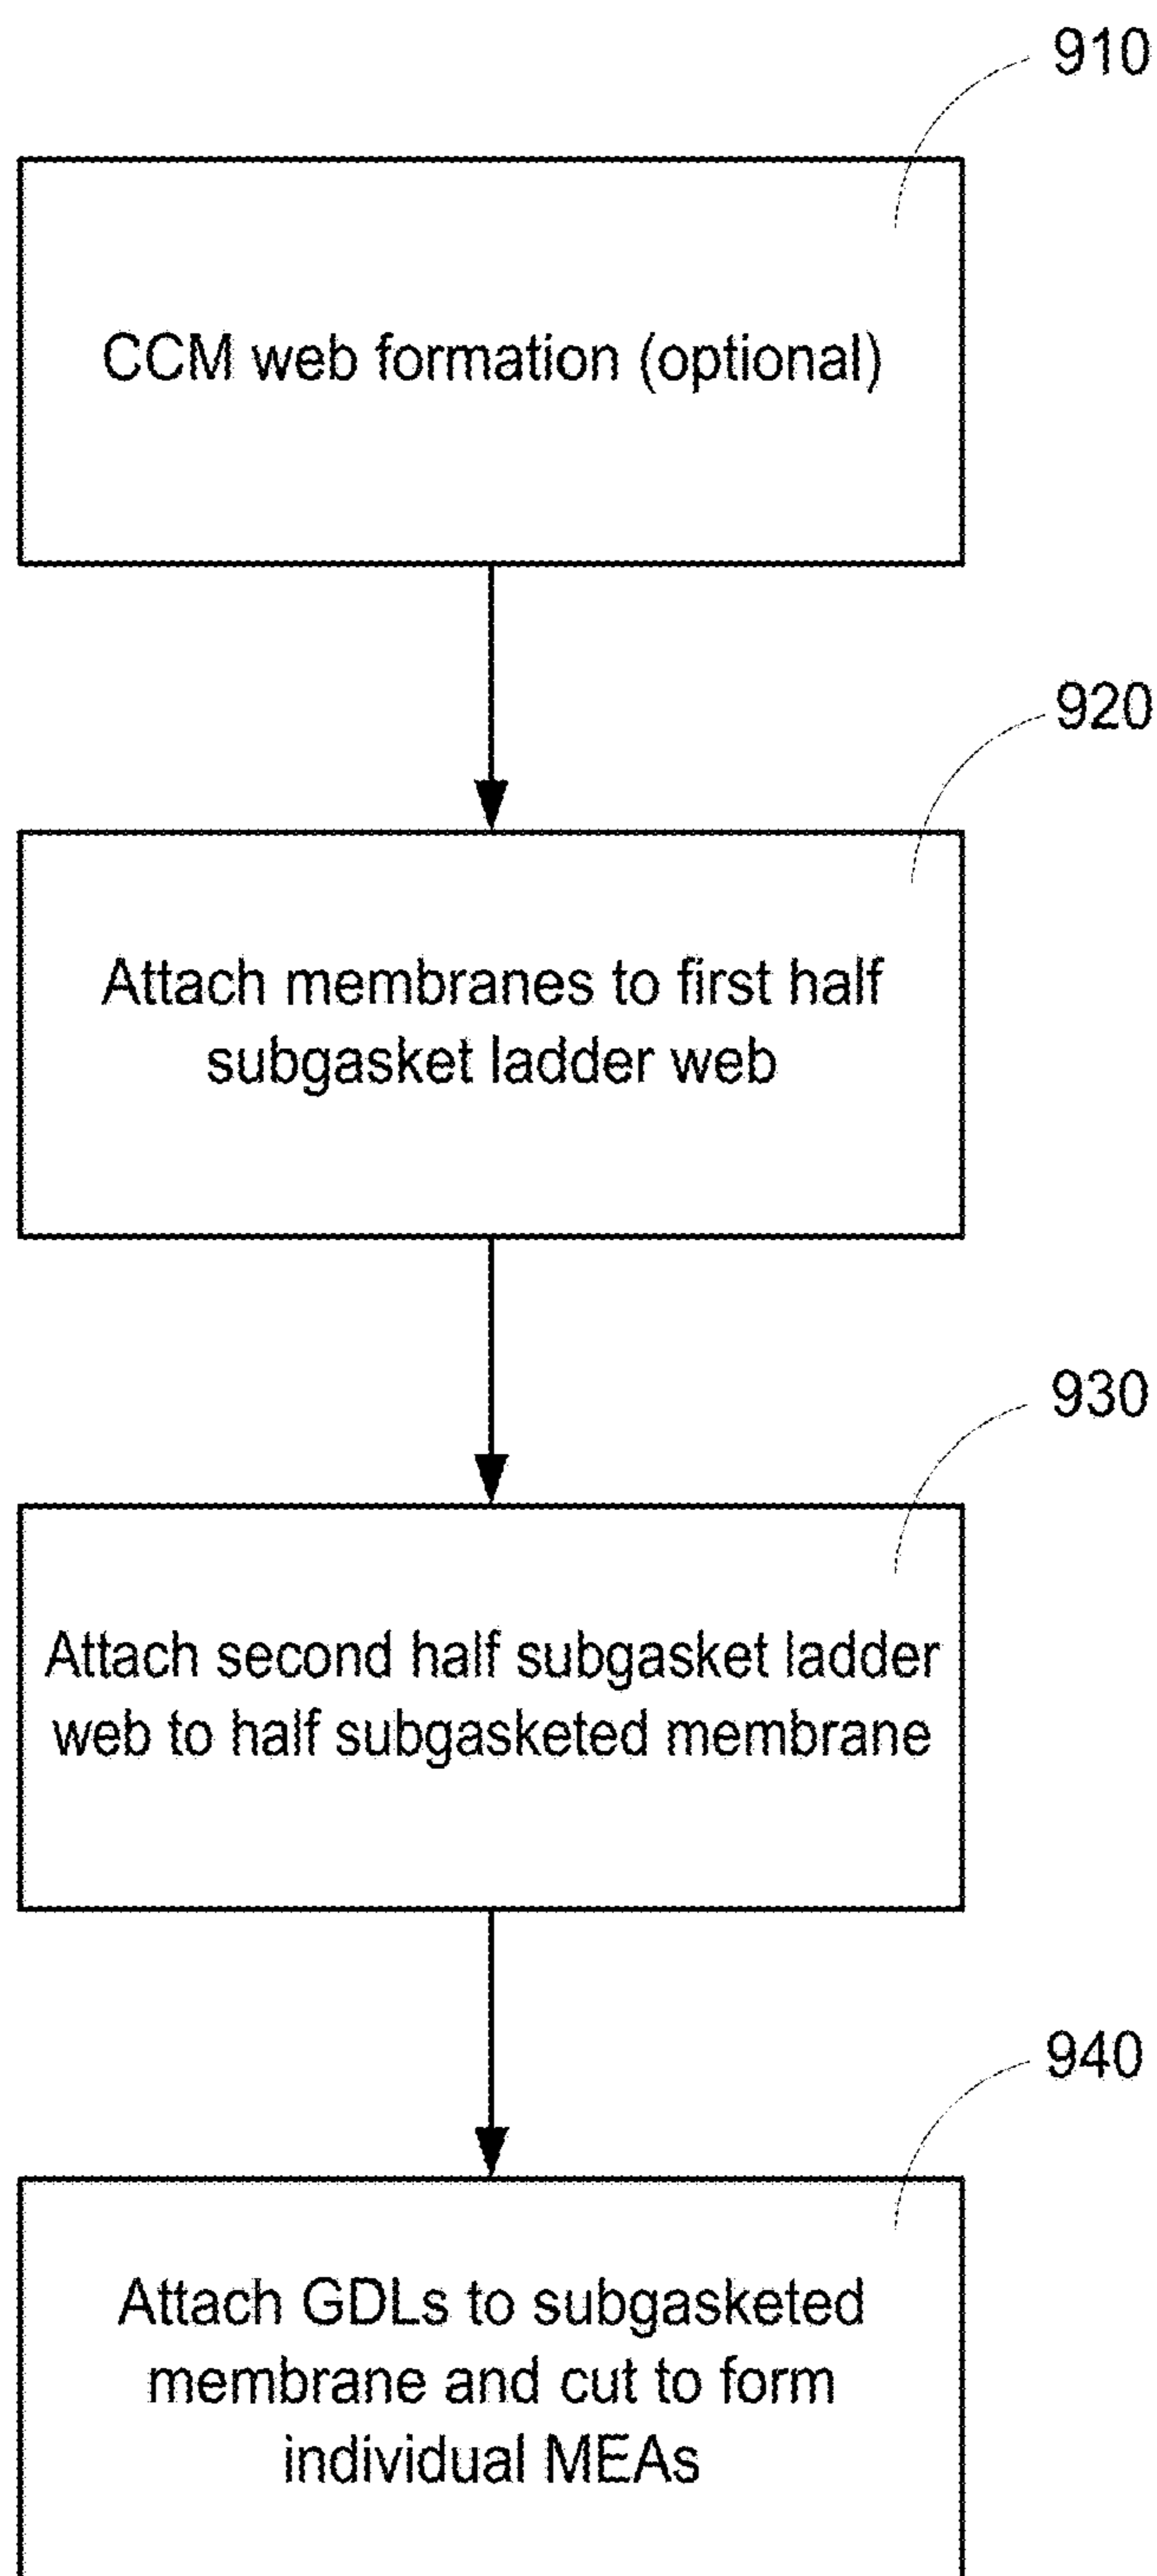 910
CCM web formation (optional)
920
Attach membranes to first half
subgasket ladder web
930
Attach second half subgasket ladder
web to half subgasketed membrane
940
Attach GDLs to subgasketed
membrane and cut to form
individual MEAs